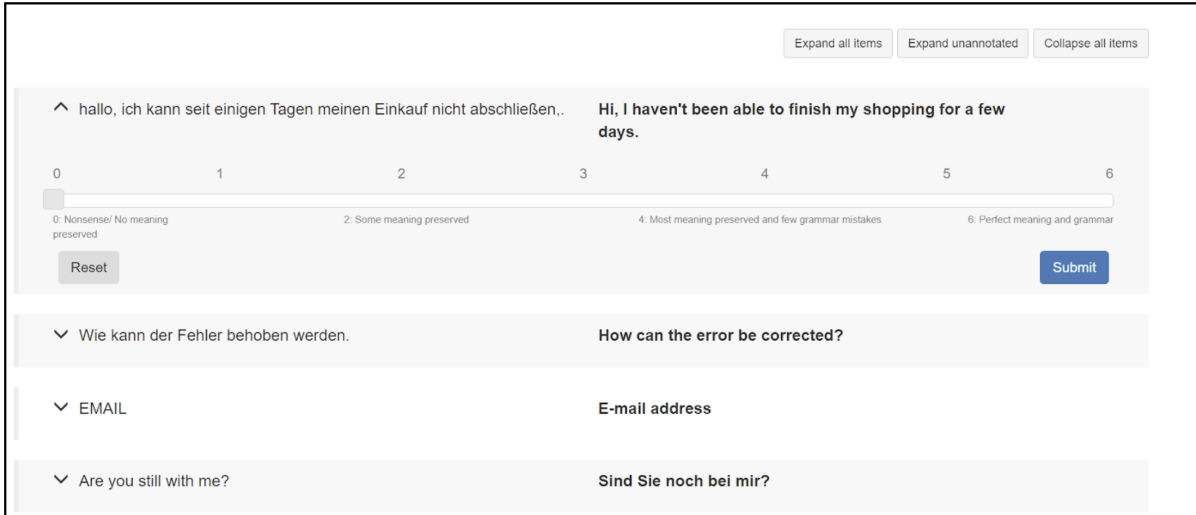 Expand all items Expand unannotated Collapse all items
hallo, ich kann seit einigen Tagen meinen Einkauf nicht abschließen,. Hi, I haven't been able to finish my shopping for a few
days.
0 1 2 3 4 5 6
0: Nonsense/ No meaning 2: Some meaning preserved 4: Most meaning preserved and few grammar mistakes 6: Perfect meaning and grammar
preserved
Reset Submit
Wie kann der Fehler behoben werden. How can the error be corrected?
EMAIL E-mail address
Are you still with me? Sind Sie noch bei mir?